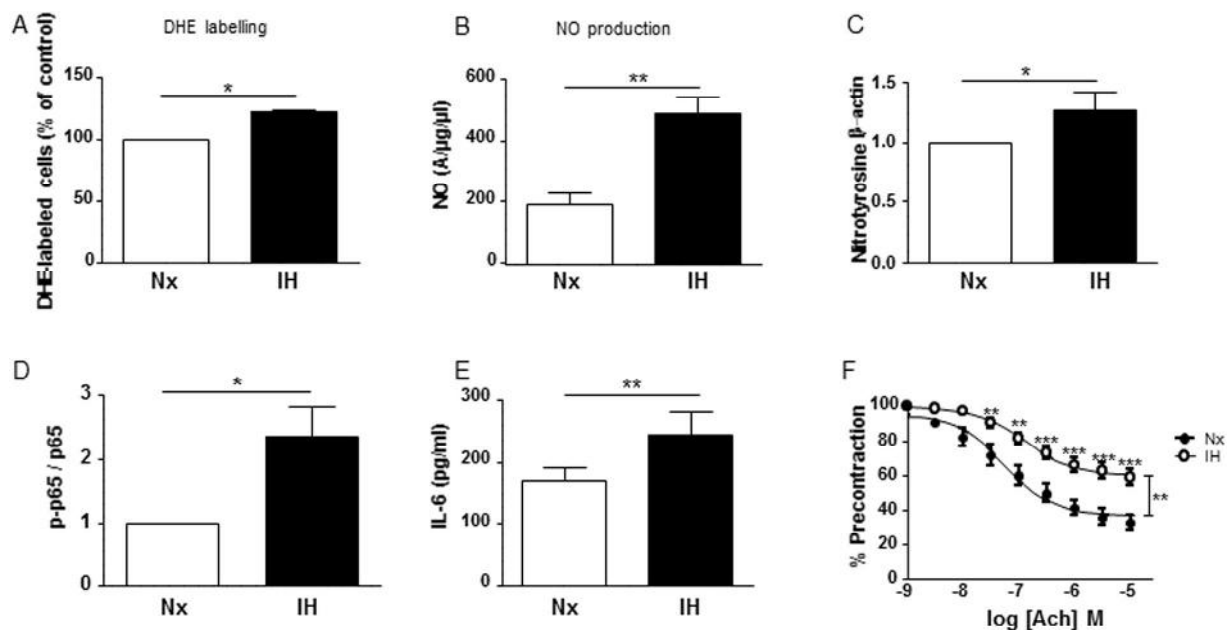 A
DHE labelling
DHE-labeled cells (% of control)
150
100
50
0
*
Nx
IH
B
NO production
NO (A/µg/µl)
600
400
200
0
**
Nx
IH
C
Nitrotyrosine β-actin
1.5
1.0
0.5
0.0
*
Nx
IH
D
p-p65 / p65
3
2
1
0
*
Nx
IH
E
IL-6 (pg/ml)
300
200
100
0
**
Nx
IH
F
% Precontraction
100
80
60
40
20
0
** ** *** *** *** ***
**
Nx
IH
-9 -8 -7 -6 -5
log [Ach] M